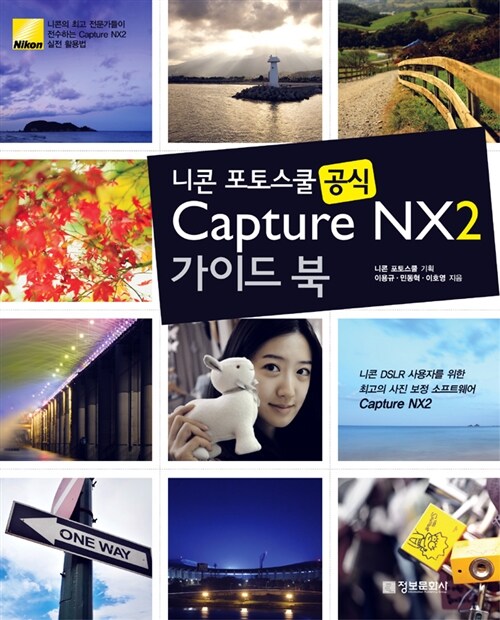 Nikon
니콘의 최고 전문가들이
전수하는 Capture NX2
실전 활용법
니콘 포토스쿨 공식
Capture NX2
가이드 북
니콘 포토스쿨 기획
이용규·민동혁·이호영 지음
니콘 DSLR 사용자를 위한
최고의 사진 보정 소프트웨어
Capture NX2
ONE WAY
정보문화사